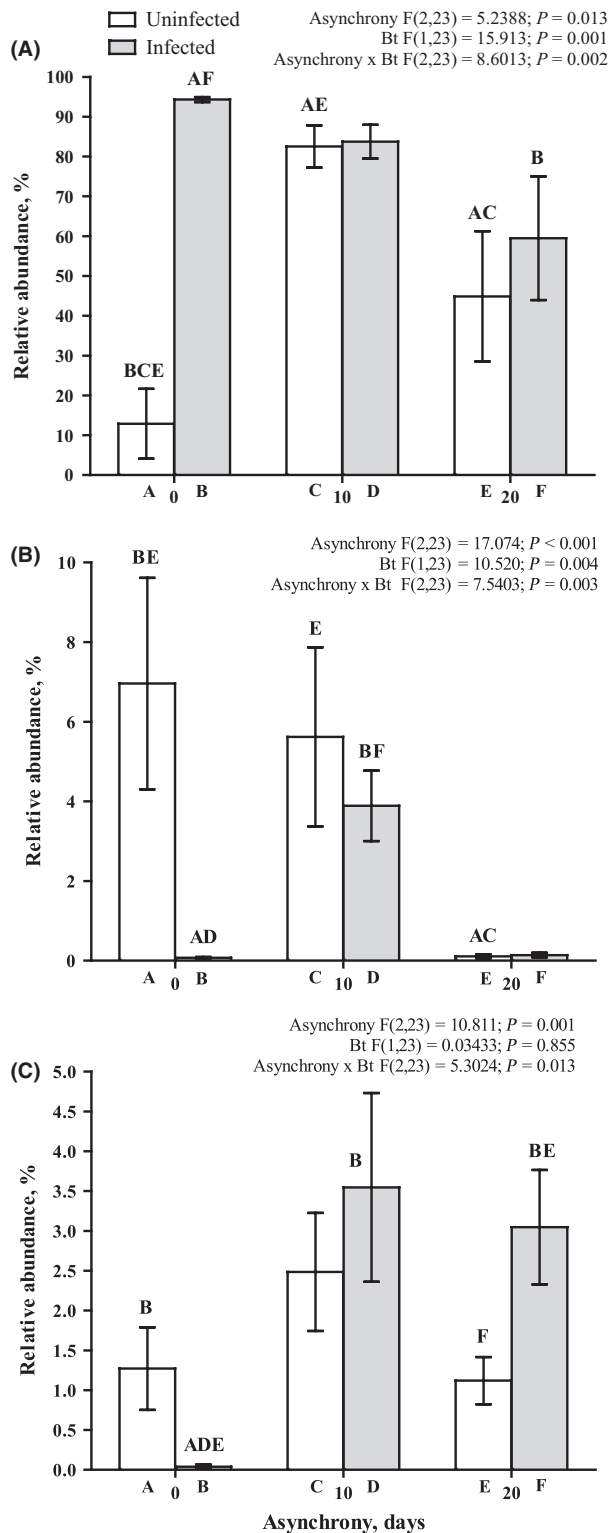 Uninfected
Infected
Asynchrony F(2,23) = 5.2388; P = 0.013
Bt F(1,23) = 15.913; P = 0.001
Asynchrony x Bt F(2,23) = 8.6013; P = 0.002
(A)
Relative abundance, %
100
90
80
70
60
50
40
30
20
10
0
BCE
AF
AE
AC
B
A 0 B C 10 D E 20 F
(B)
Asynchrony F(2,23) = 17.074; P < 0.001
Bt F(1,23) = 10.520; P = 0.004
Asynchrony x Bt F(2,23) = 7.5403; P = 0.003
Relative abundance, %
10
8
6
4
2
0
BE
AD
E
BF
AC
A 0 B C 10 D E 20 F
(C)
Asynchrony F(2,23) = 10.811; P = 0.001
Bt F(1,23) = 0.03433; P = 0.855
Asynchrony x Bt F(2,23) = 5.3024; P = 0.013
Relative abundance, %
5.0
4.5
4.0
3.5
3.0
2.5
2.0
1.5
1.0
0.5
0.0
B
ADE
B
F
BE
A 0 B C 10 D E 20 F
Asynchrony, days